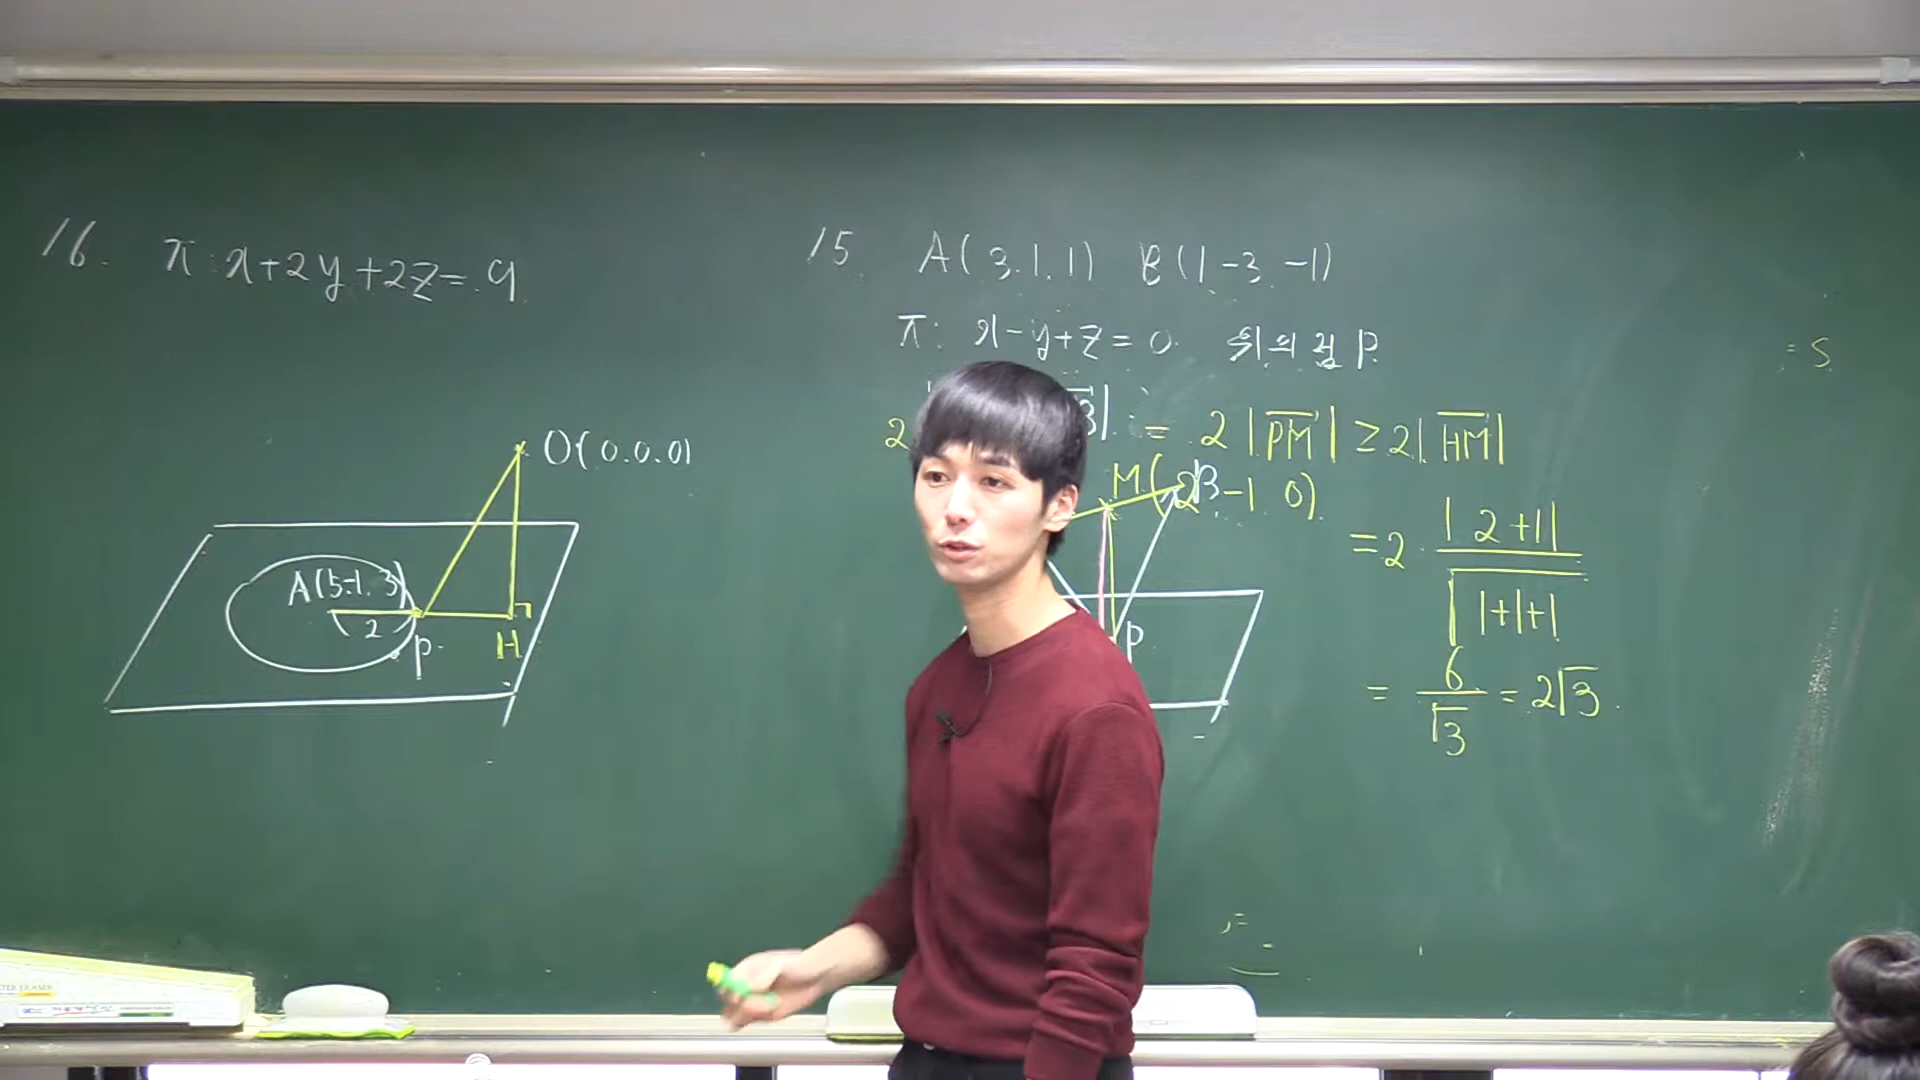 16. π: x+2y+2z=9
O(0.0.0)
A(5.-1.3)
2
P
H
15. A(3.1.1) B(1-3-1)
π: x-y+z=0 위의 점 P.
2 = 2|PM| ≥ 2|HM|
M(2-1 0)
B
P
= 2 · |2+1| / √1+1+1
= 6/√3 = 2√3.
= 5